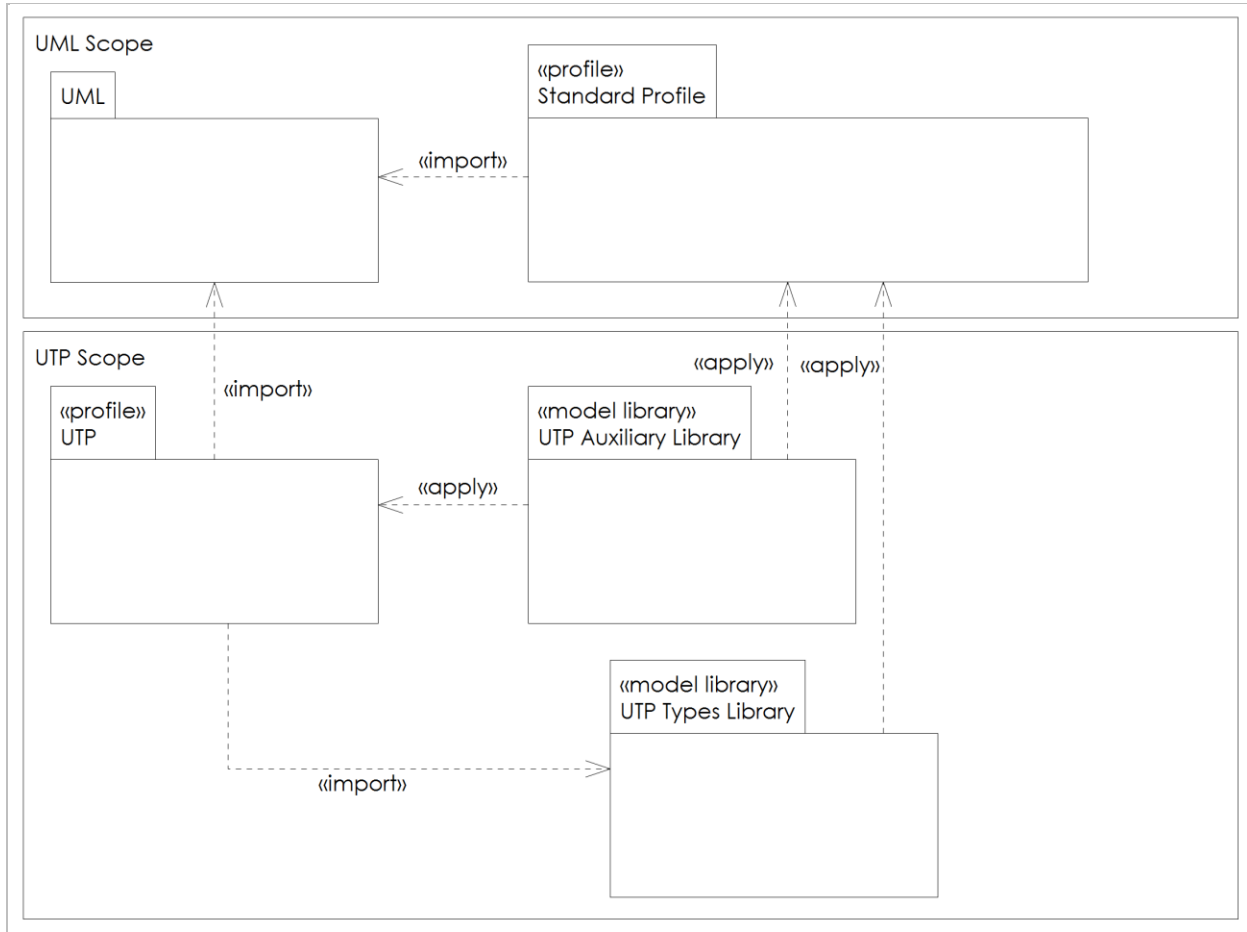 UML Scope
UML
«profile»
Standard Profile
«import»
UTP Scope
«import»
«apply»
«apply»
«profile»
UTP
«model library»
UTP Auxiliary Library
«apply»
«model library»
UTP Types Library
«import»